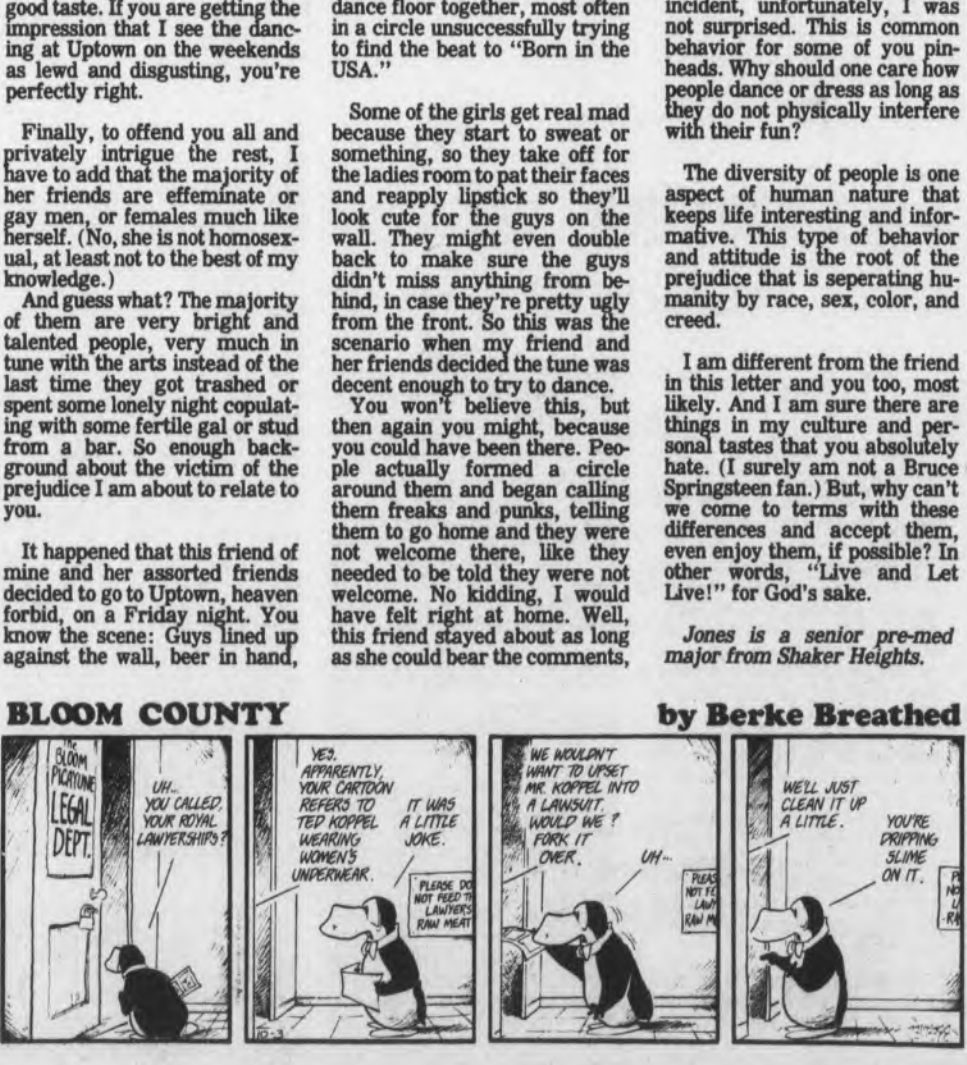 good taste. If you are getting the
impression that I see the danc-
ing at Uptown on the weekends
as lewd and disgusting, you're
perfectly right.
Finally, to offend you all and
privately intrigue the rest, I
have to add that the majority of
her friends are effeminate or
gay men, or females much like
herself. (No, she is not homosex-
ual, at least not to the best of my
knowledge.)
And guess what? The majority
of them are very bright and
talented people, very much in
tune with the arts instead of the
last time they got trashed or
spent some lonely night copulat-
ing with some fertile gal or stud
from a bar. So enough back-
ground about the victim of the
prejudice I am about to relate to
you.
It happened that this friend of
mine and her assorted friends
decided to go to Uptown, heaven
forbid, on a Friday night. You
know the scene: Guys lined up
against the wall, beer in hand,
dance floor together, most often
in a circle unsuccessfully trying
to find the beat to "Born in the
USA."
Some of the girls get real mad
because they start to sweat or
something, so they take off for
the ladies room to pat their faces
and reapply lipstick so they'll
look cute for the guys on the
wall. They might even double
back to make sure the guys
didn't miss anything from be-
hind, in case they're pretty ugly
from the front. So this was the
scenario when my friend and
her friends decided the tune was
decent enough to try to dance.
You won't believe this, but
then again you might, because
you could have been there. Peo-
ple actually formed a circle
around them and began calling
them freaks and punks, telling
them to go home and they were
not welcome there, like they
needed to be told they were not
welcome. No kidding, I would
have felt right at home. Well,
this friend stayed about as long
as she could bear the comments,
incident, unfortunately, I was
not surprised. This is common
behavior for some of you pin-
heads. Why should one care how
people dance or dress as long as
they do not physically interfere
with their fun?
The diversity of people is one
aspect of human nature that
keeps life interesting and infor-
mative. This type of behavior
and attitude is the root of the
prejudice that is seperating hu-
manity by race, sex, color, and
creed.
I am different from the friend
in this letter and you too, most
likely. And I am sure there are
things in my culture and per-
sonal tastes that you absolutely
hate. (I surely am not a Bruce
Springsteen fan.) But, why can't
we come to terms with these
differences and accept them,
even enjoy them, if possible? In
other words, "Live and Let
Live!" for God's sake.
Jones is a senior pre-med
major from Shaker Heights.
BLOOM COUNTY by Berke Breathed
The
BLOOM
PICAYUNE
LEGAL
DEPT.
UH...
YOU CALLED,
YOUR ROYAL
LAWYERSHIPS?
YES.
APPARENTLY,
YOUR CARTOON
REFERS TO
TED KOPPEL
WEARING
WOMEN'S
UNDERWEAR.
IT WAS
A LITTLE
JOKE.
PLEASE DO
NOT FEED TH
LAWYERS
RAW MEAT
10-3
WE WOULDN'T
WANT TO UPSET
MR. KOPPEL INTO
A LAWSUIT.
WOULD WE?
FORK IT
OVER.
UH...
PLEAS
NOT FE
LAWY
RAW M
WE'LL JUST
CLEAN IT UP
A LITTLE.
YOU'RE
DRIPPING
SLIME
ON IT.